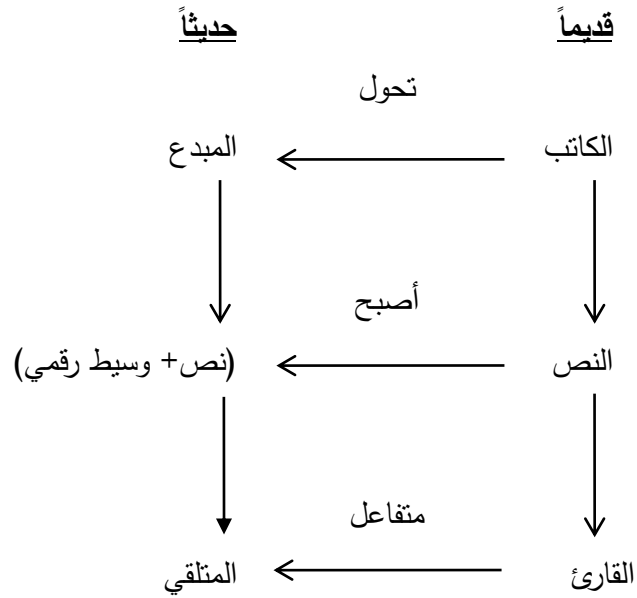 قديماً حديثاً
تحول
الكاتب المبدع
أصبح
النص (نص+ وسيط رقمي)
متفاعل
القارئ المتلقي